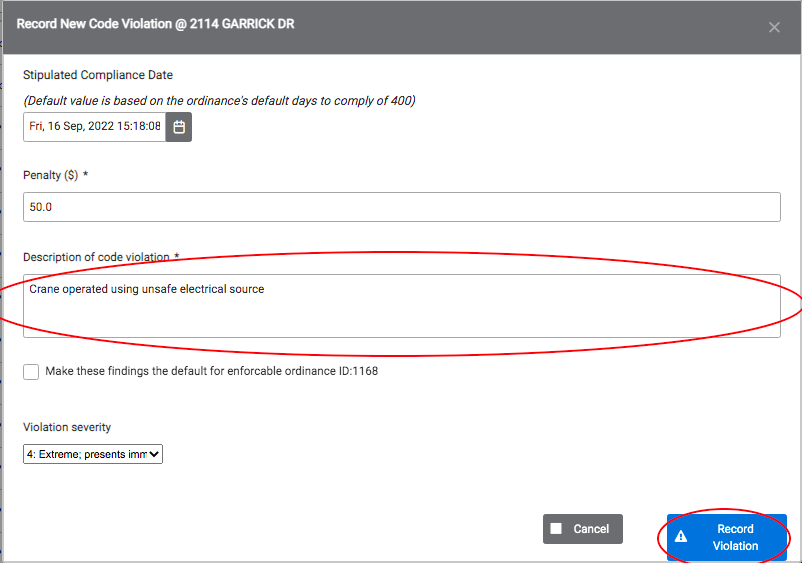 Record New Code Violation @ 2114 GARRICK DR
Stipulated Compliance Date
(Default value is based on the ordinance's default days to comply of 400)
Fri, 16 Sep, 2022 15:18:08
Penalty ($) *
50.0
Description of code violation *
Crane operated using unsafe electrical source
Make these findings the default for enforcable ordinance ID:1168
Violation severity
4: Extreme; presents imm
Cancel
Record
Violation